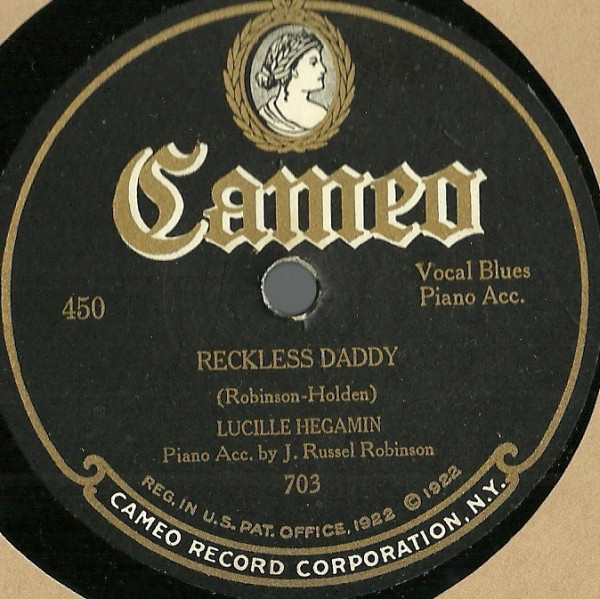 Cameo
Vocal Blues
Piano Acc.
450
RECKLESS DADDY
(Robinson-Holden)
LUCILLE HEGAMIN
Piano Acc. by J. Russel Robinson
703
REG. IN U.S. PAT. OFFICE, 1922 © 1922
CAMEO RECORD CORPORATION, N.Y.